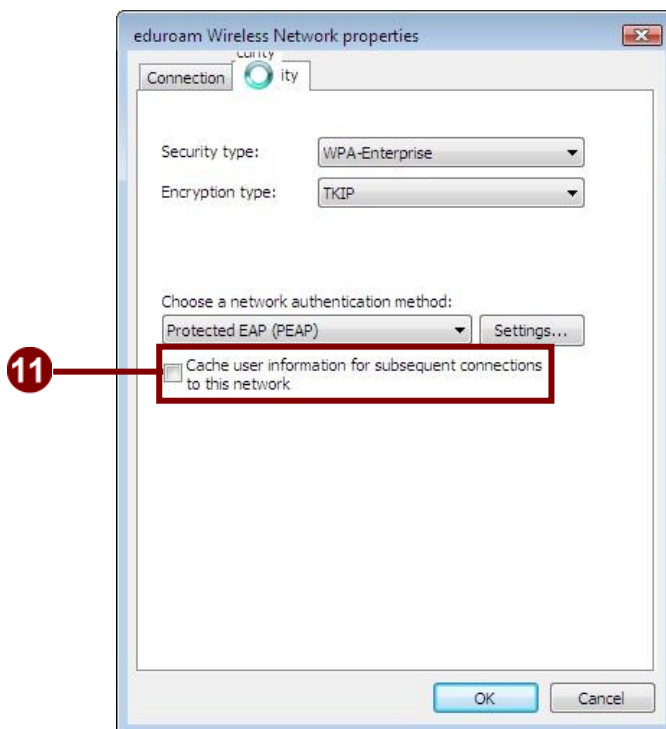 eduroam Wireless Network properties
curity
Connection ity
Security type: WPA-Enterprise
Encryption type: TKIP
Choose a network authentication method:
Protected EAP (PEAP) Settings...
11 Cache user information for subsequent connections
to this network
OK Cancel